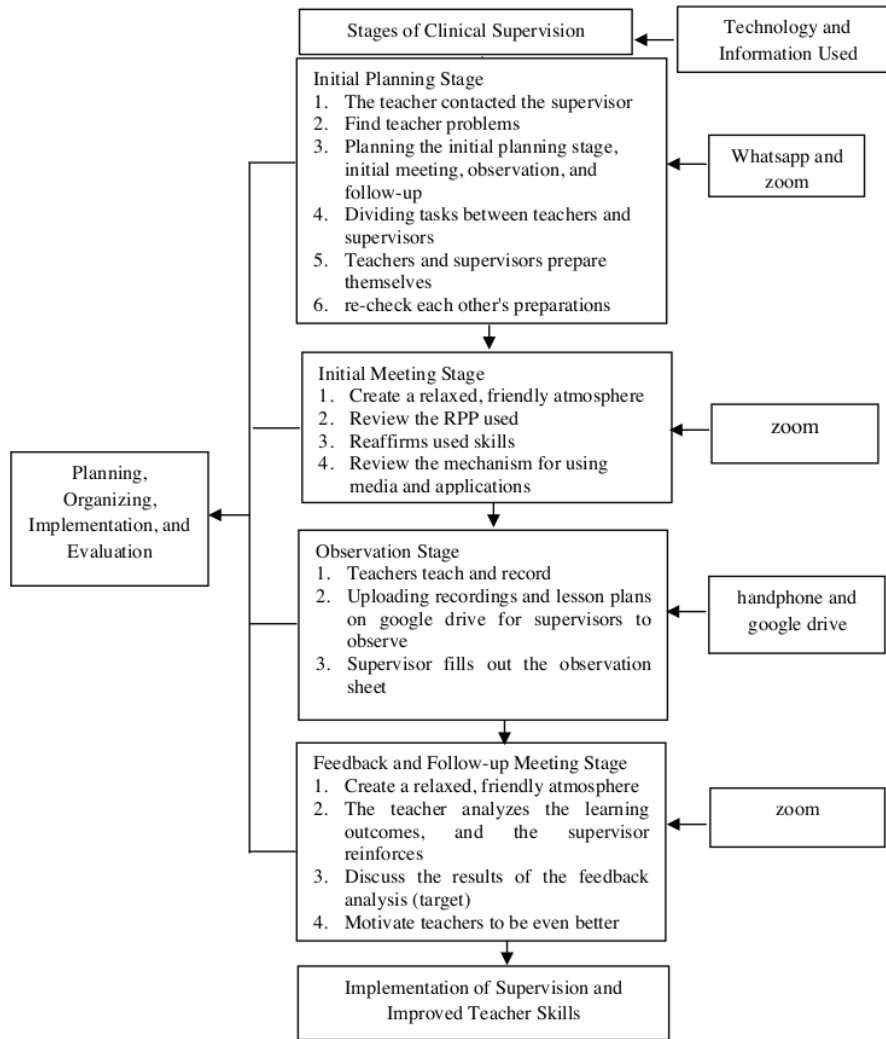 Stages of Clinical Supervision
Technology and
Information Used
Initial Planning Stage
1. The teacher contacted the supervisor
2. Find teacher problems
3. Planning the initial planning stage,
initial meeting, observation, and
follow-up
4. Dividing tasks between teachers and
supervisors
5. Teachers and supervisors prepare
themselves
6. re-check each other's preparations
Whatsapp and
zoom
Initial Meeting Stage
1. Create a relaxed, friendly atmosphere
2. Review the RPP used
3. Reaffirms used skills
4. Review the mechanism for using
media and applications
zoom
Planning,
Organizing,
Implementation, and
Evaluation
Observation Stage
1. Teachers teach and record
2. Uploading recordings and lesson plans
on google drive for supervisors to
observe
3. Supervisor fills out the observation
sheet
handphone and
google drive
Feedback and Follow-up Meeting Stage
1. Create a relaxed, friendly atmosphere
2. The teacher analyzes the learning
outcomes, and the supervisor
reinforces
3. Discuss the results of the feedback
analysis (target)
4. Motivate teachers to be even better
zoom
Implementation of Supervision and
Improved Teacher Skills